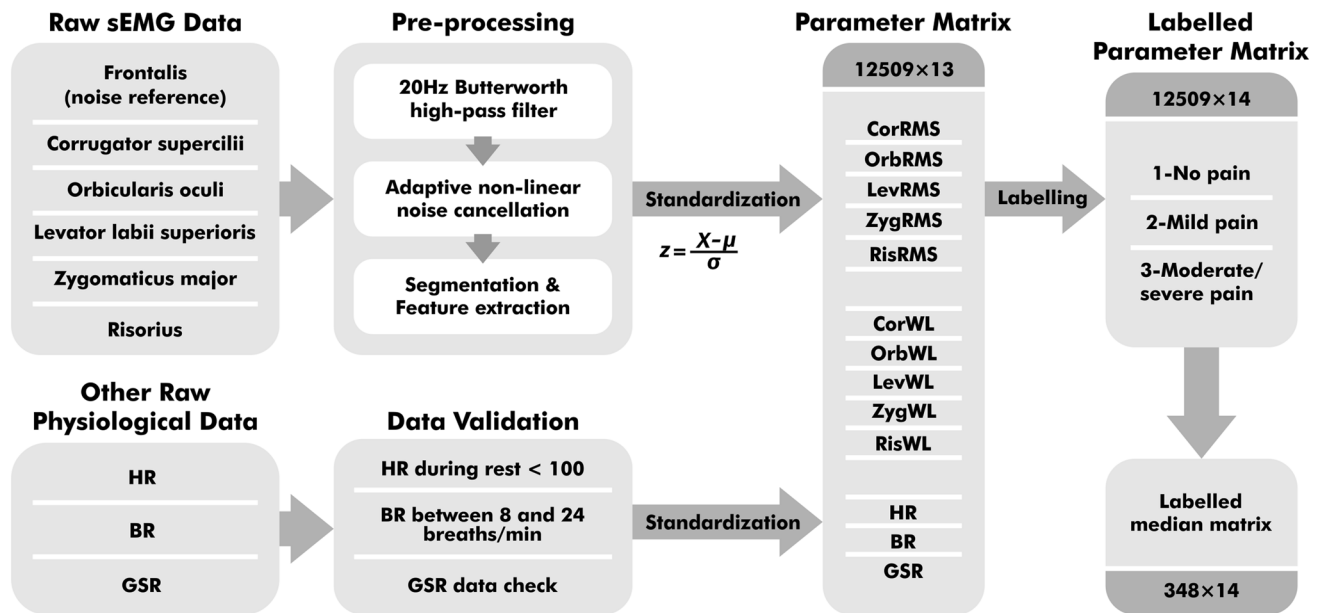 Raw sEMG Data
Frontalis
(noise reference)
Corrugator supercilii
Orbicularis oculi
Levator labii superioris
Zygomaticus major
Risorius
Pre-processing
20Hz Butterworth
high-pass filter
Adaptive non-linear
noise cancellation
Segmentation &
Feature extraction
Standardization
z = X-μ
σ
Other Raw
Physiological Data
HR
BR
GSR
Data Validation
HR during rest < 100
BR between 8 and 24
breaths/min
GSR data check
Standardization
Parameter Matrix
12509×13
CorRMS
OrbRMS
LevRMS
ZygRMS
RisRMS
CorWL
OrbWL
LevWL
ZygWL
RisWL
HR
BR
GSR
Labelling
Labelled
Parameter Matrix
12509×14
1-No pain
2-Mild pain
3-Moderate/
severe pain
Labelled
median matrix
348×14